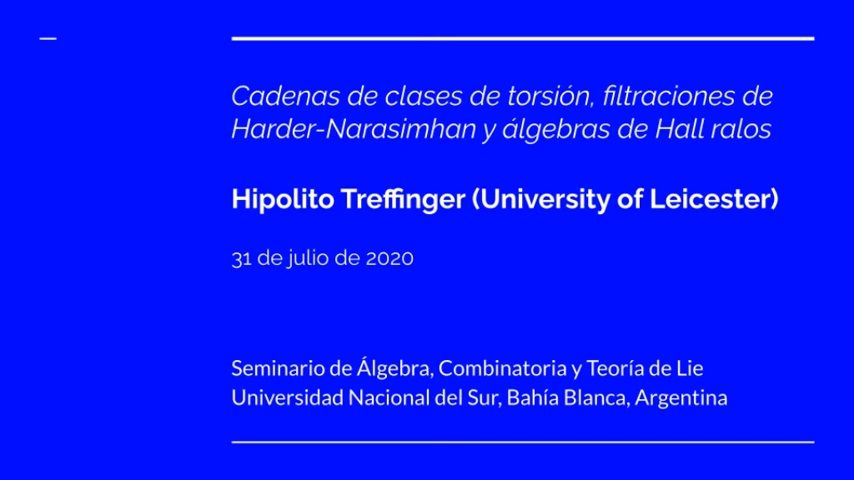 Cadenas de clases de torsión, filtraciones de
Harder-Narasimhan y álgebras de Hall ralos
Hipolito Treffinger (University of Leicester)
31 de julio de 2020
Seminario de Álgebra, Combinatoria y Teoría de Lie
Universidad Nacional del Sur, Bahía Blanca, Argentina